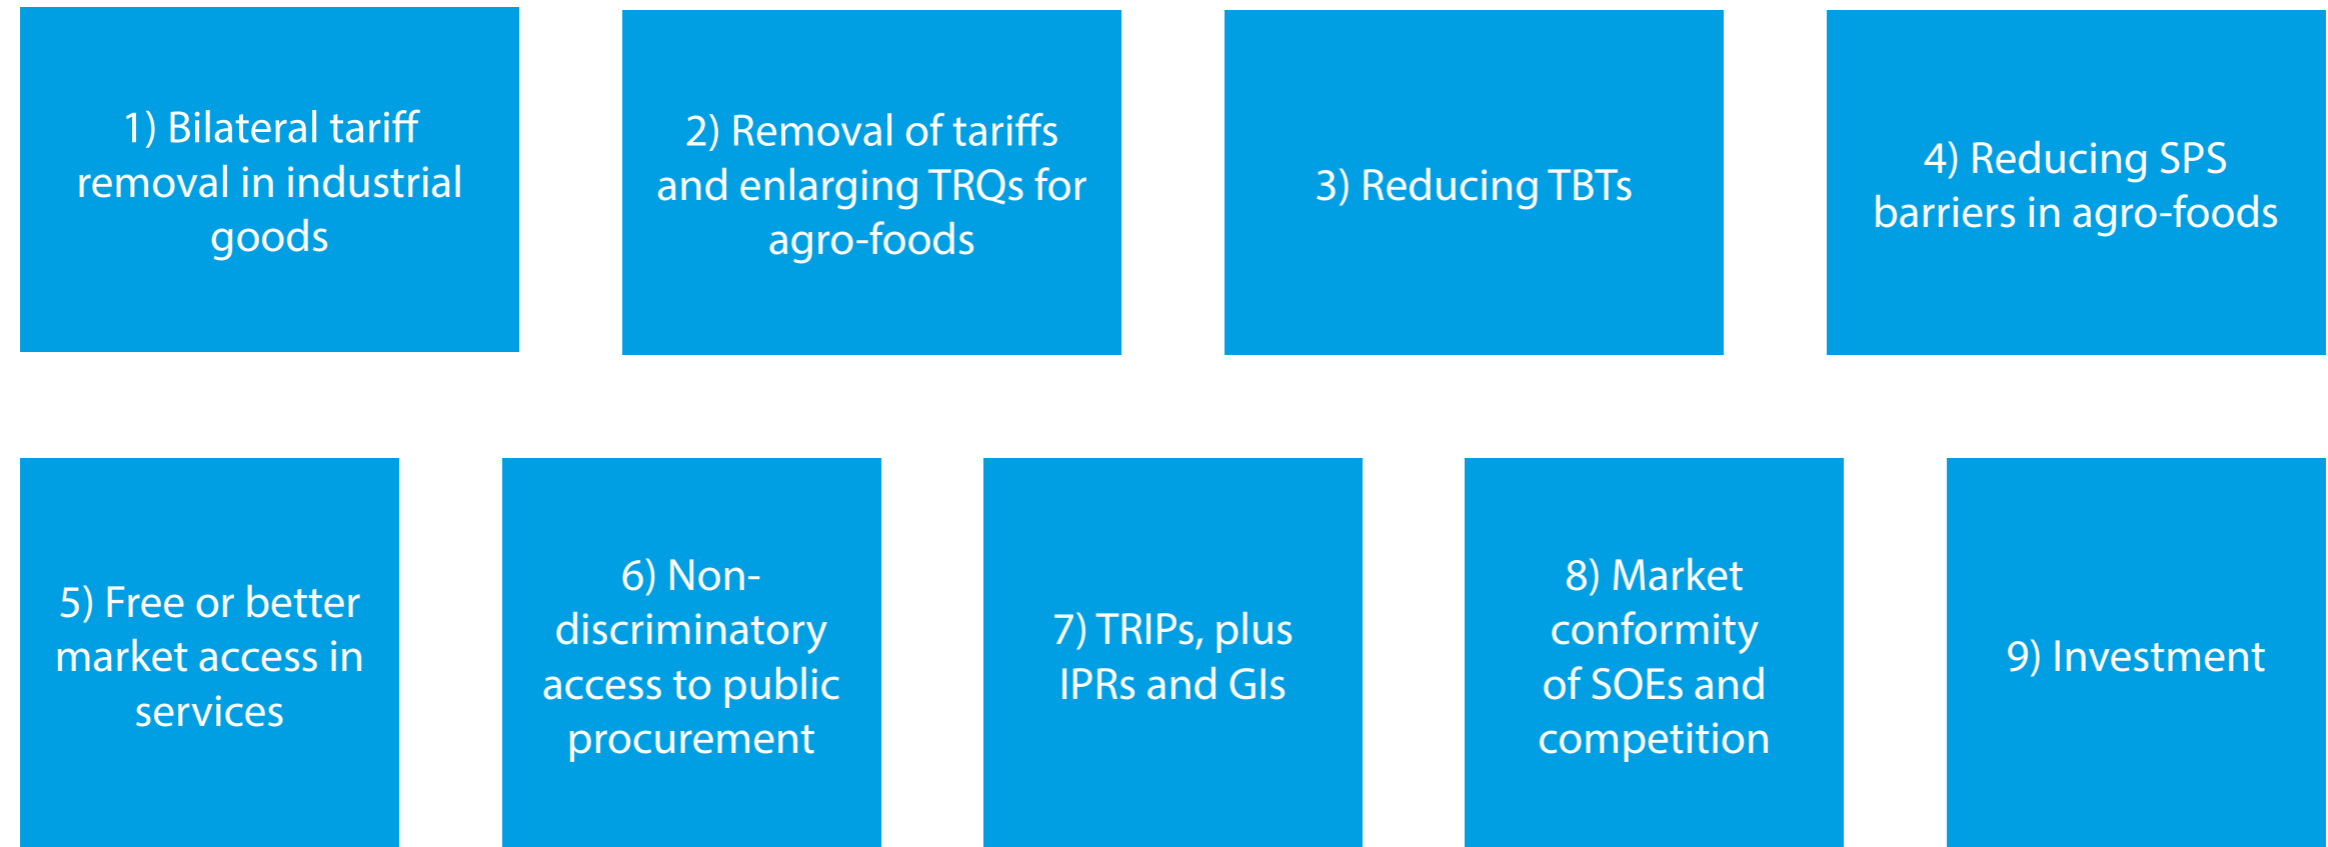 1) Bilateral tariff
removal in industrial
goods
2) Removal of tariffs
and enlarging TRQs for
agro-foods
3) Reducing TBTs
4) Reducing SPS
barriers in agro-foods
5) Free or better
market access in
services
6) Non-
discriminatory
access to public
procurement
7) TRIPs, plus
IPRs and GIs
8) Market
conformity
of SOEs and
competition
9) Investment